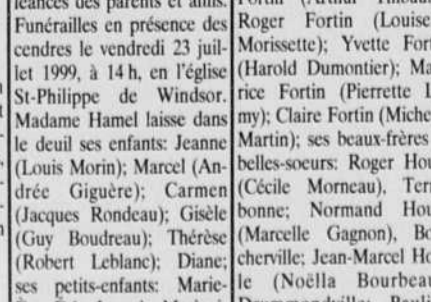 léances des parents et amis.
Funérailles en présence des
cendres le vendredi 23 juil-
let 1999, à 14 h, en l'église
St-Philippe de Windsor.
Madame Hamel laisse dans
le deuil ses enfants: Jeanne
(Louis Morin); Marcel (An-
drée Giguère); Carmen
(Jacques Rondeau); Gisèle
(Guy Boudreau); Thérèse
(Robert Leblanc); Diane;
ses petits-enfants: Marie-
Fortin (Arthur
Roger Fortin (Louise
Morissette); Yvette For
(Harold Dumontier); Ma
rice Fortin (Pierrette L
my); Claire Fortin (Miche
Martin); ses beaux-frères
belles-soeurs: Roger Hou
(Cécile Morneau), Terr
bonne; Normand Hou
(Marcelle Gagnon), Bo
cherville; Jean-Marcel Ho
le (Noëlla Bourbeau